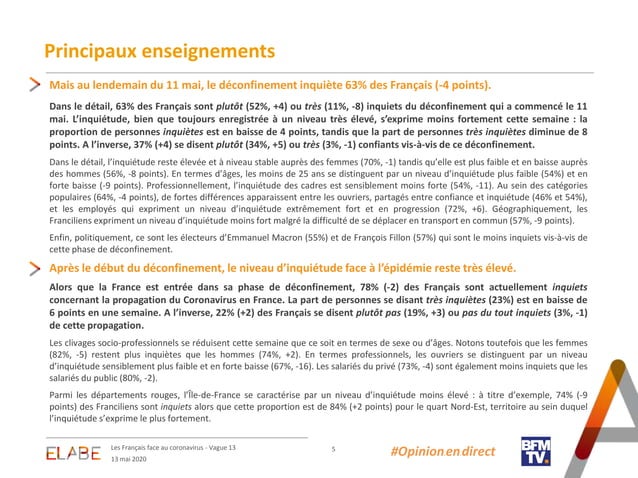 Principaux enseignements
Mais au lendemain du 11 mai, le déconfinement inquiète 63% des Français (-4 points).
Dans le détail, 63% des Français sont plutôt (52%, +4) ou très (11%, -8) inquiets du déconfinement qui a commencé le 11
mai. L’inquiétude, bien que toujours enregistrée à un niveau très élevé, s’exprime moins fortement cette semaine : la
proportion de personnes inquiètes est en baisse de 4 points, tandis que la part de personnes très inquiètes diminue de 8
points. A l’inverse, 37% (+4) se disent plutôt (34%, +5) ou très (3%, -1) confiants vis-à-vis de ce déconfinement.
Dans le détail, l’inquiétude reste élevée et à niveau stable auprès des femmes (70%, -1) tandis qu’elle est plus faible et en baisse auprès
des hommes (56%, -8 points). En termes d’âges, les moins de 25 ans se distinguent par un niveau d’inquiétude plus faible (54%) et en
forte baisse (-9 points). Professionnellement, l’inquiétude des cadres est sensiblement moins forte (54%, -11). Au sein des catégories
populaires (64%, -4 points), de fortes différences apparaissent entre les ouvriers, partagés entre confiance et inquiétude (46% et 54%),
et les employés qui expriment un niveau d’inquiétude extrêmement fort et en progression (72%, +6). Géographiquement, les
Franciliens expriment un niveau d’inquiétude moins fort malgré la difficulté de se déplacer en transport en commun (57%, -9 points).
Enfin, politiquement, ce sont les électeurs d’Emmanuel Macron (55%) et de François Fillon (57%) qui sont le moins inquiets vis-à-vis de
cette phase de déconfinement.
Après le début du déconfinement, le niveau d’inquiétude face à l’épidémie reste très élevé.
Alors que la France est entrée dans sa phase de déconfinement, 78% (-2) des Français sont actuellement inquiets
concernant la propagation du Coronavirus en France. La part de personnes se disant très inquiètes (23%) est en baisse de
6 points en une semaine. A l’inverse, 22% (+2) des Français se disent plutôt pas (19%, +3) ou pas du tout inquiets (3%, -1)
de cette propagation.
Les clivages socio-professionnels se réduisent cette semaine que ce soit en termes de sexe ou d’âges. Notons toutefois que les femmes
(82%, -5) restent plus inquiètes que les hommes (74%, +2). En termes professionnels, les ouvriers se distinguent par un niveau
d’inquiétude sensiblement plus faible et en forte baisse (67%, -16). Les salariés du privé (73%, -4) sont également moins inquiets que les
salariés du public (80%, -2).
Parmi les départements rouges, l’Île-de-France se caractérise par un niveau d’inquiétude moins élevé : à titre d’exemple, 74% (-9
points) des Franciliens sont inquiets alors que cette proportion est de 84% (+2 points) pour le quart Nord-Est, territoire au sein duquel
l’inquiétude s’exprime le plus fortement.
ELABE
Les Français face au coronavirus - Vague 13
13 mai 2020
5
#Opinionendirect
BFM
TV.